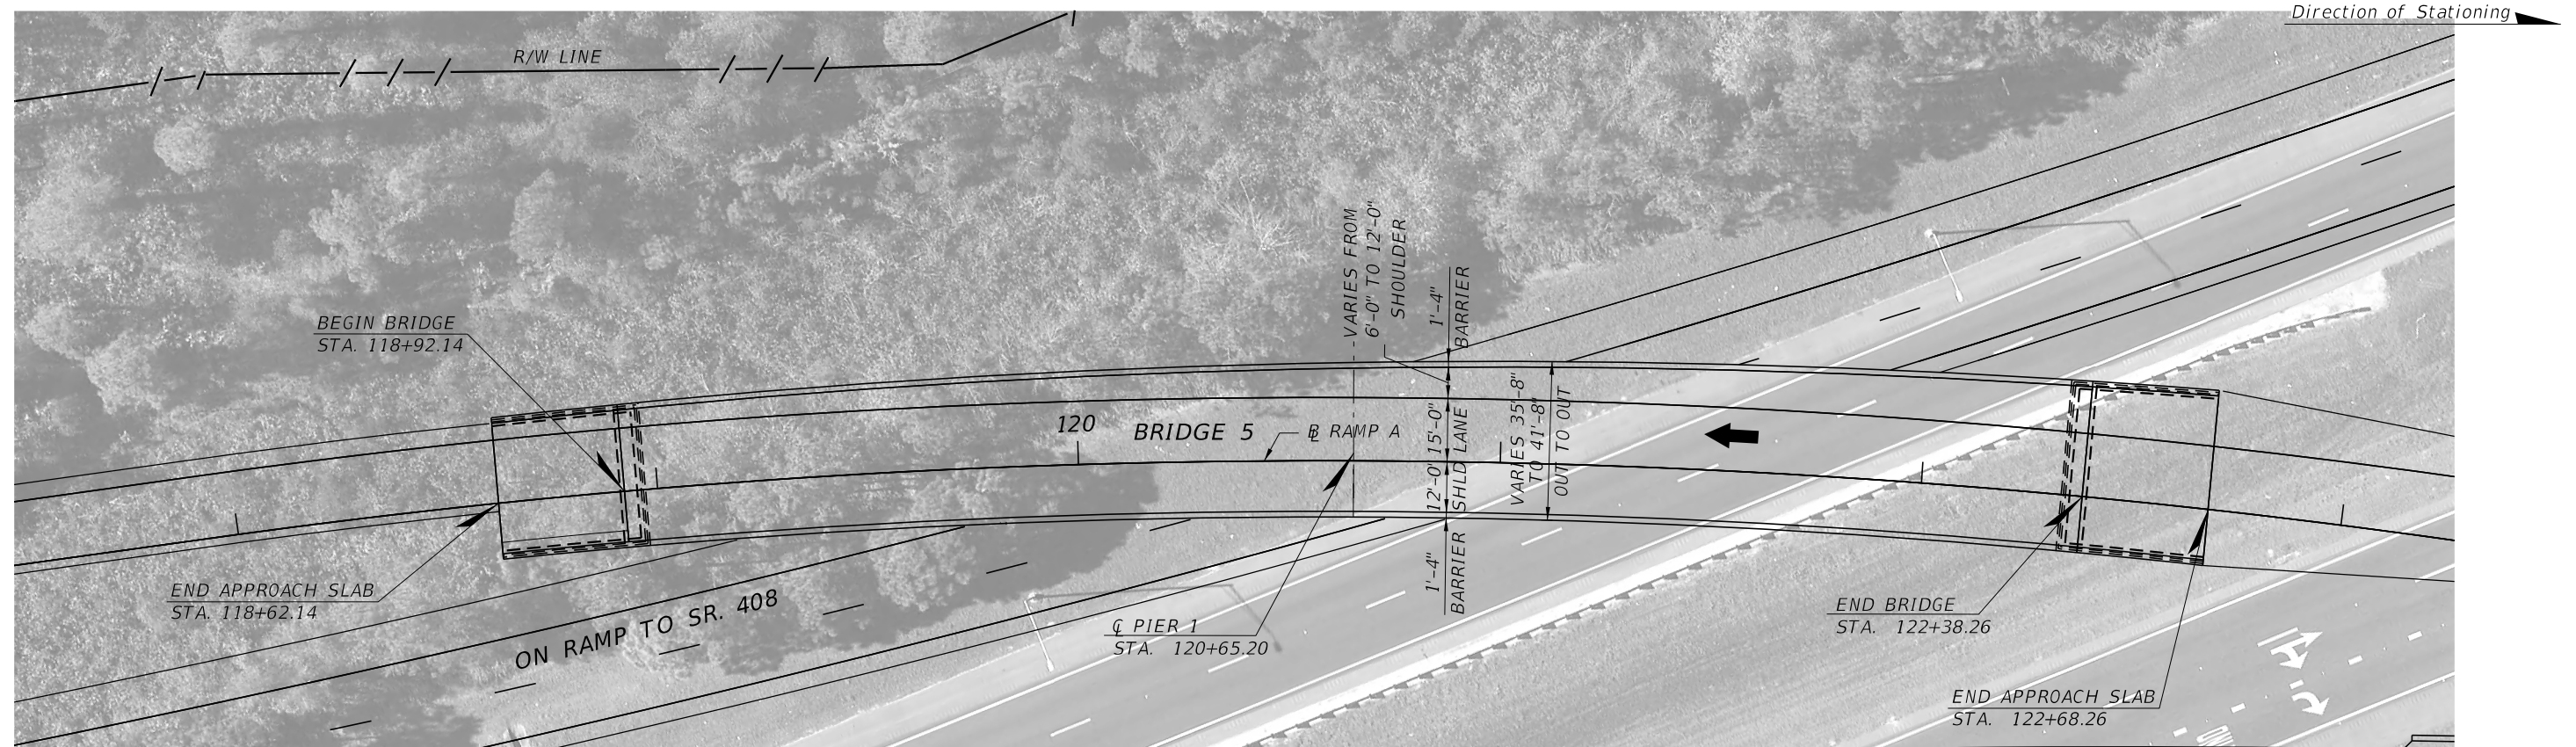 Direction of Stationing
R/W LINE
BEGIN BRIDGE
STA. 118+92.14
VARIES FROM
6'-0" TO 12'-0"
SHOULDER
1'-4"
BARRIER
120
BRIDGE 5
℄ RAMP A
15'-0"
LANE
12'-0"
SHLD
VARIES 35'-8"
TO 41'-8"
OUT TO OUT
1'-4"
BARRIER
END APPROACH SLAB
STA. 118+62.14
ON RAMP TO SR. 408
℄ PIER 1
STA. 120+65.20
END BRIDGE
STA. 122+38.26
END APPROACH SLAB
STA. 122+68.26